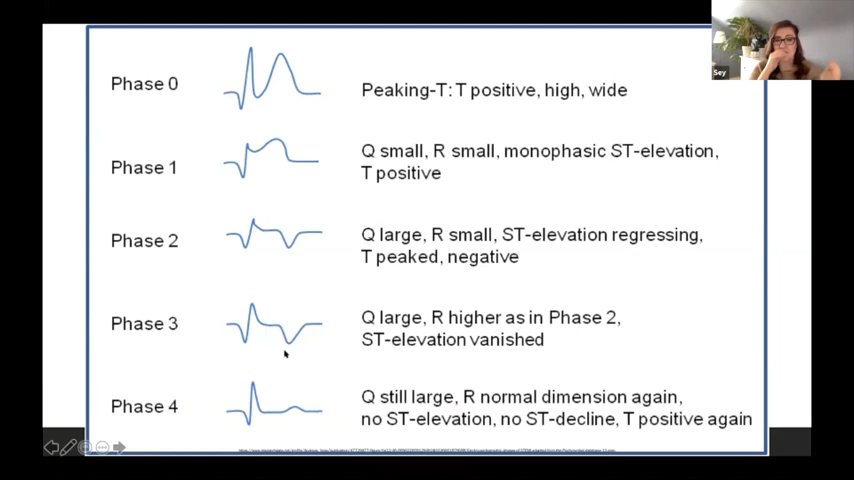 Sey
Phase 0
Peaking-T: T positive, high, wide
Phase 1
Q small, R small, monophasic ST-elevation,
T positive
Phase 2
Q large, R small, ST-elevation regressing,
T peaked, negative
Phase 3
Q large, R higher as in Phase 2,
ST-elevation vanished
Phase 4
Q still large, R normal dimension again,
no ST-elevation, no ST-decline, T positive again